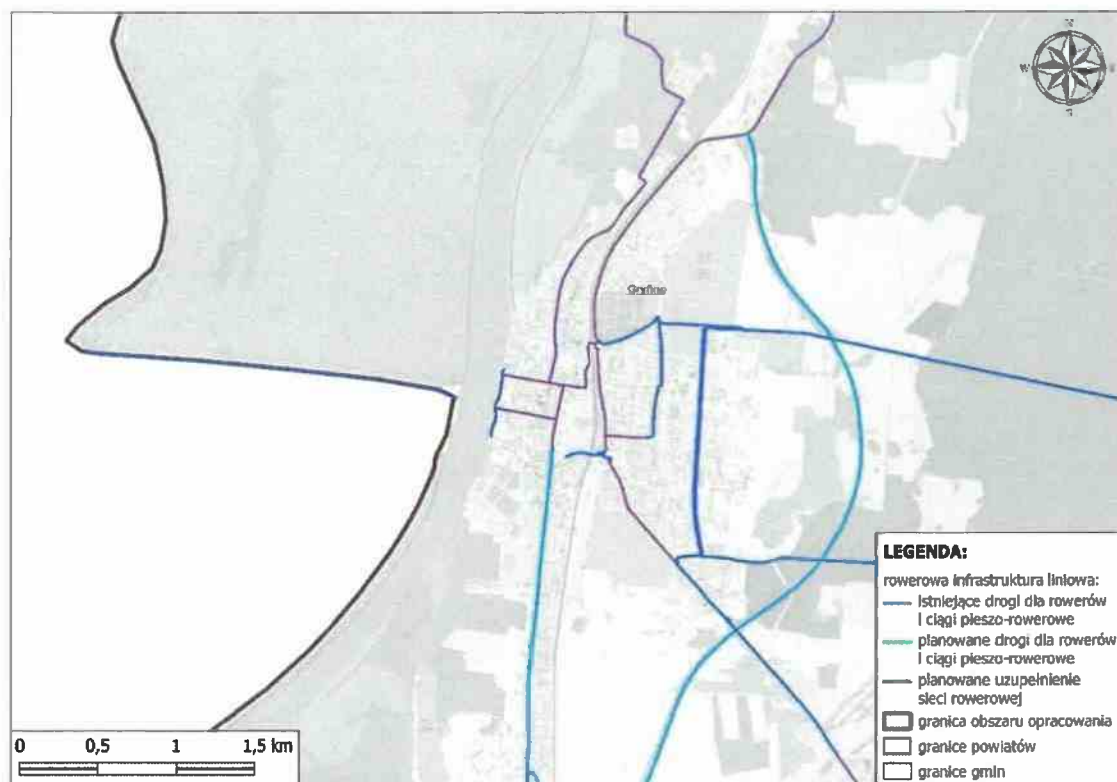 N
W
E
S
Gryfino
LEGENDA:
rowerowa infrastruktura liniowa:
istniejące drogi dla rowerów
i ciągi pieszo-rowerowe
planowane drogi dla rowerów
i ciągi pieszo-rowerowe
planowane uzupełnienie
sieci rowerowej
granica obszaru opracowania
granice powiatów
granice gmin
0 0,5 1 1,5 km